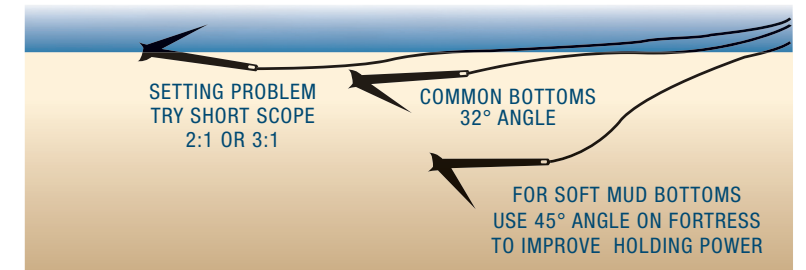 SETTING PROBLEM
TRY SHORT SCOPE
2:1 OR 3:1
COMMON BOTTOMS
32° ANGLE
FOR SOFT MUD BOTTOMS
USE 45° ANGLE ON FORTRESS
TO IMPROVE HOLDING POWER